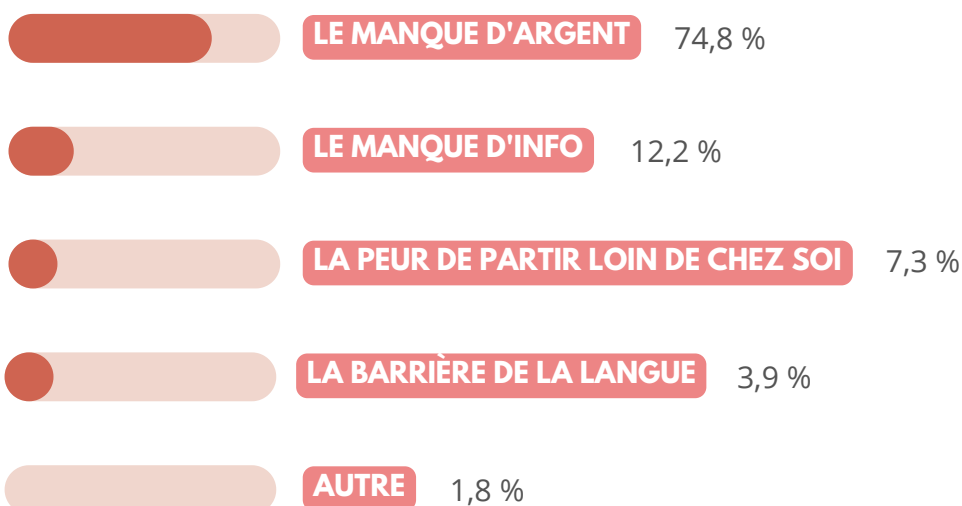 LE MANQUE D'ARGENT 74,8 %
LE MANQUE D'INFO 12,2 %
LA PEUR DE PARTIR LOIN DE CHEZ SOI 7,3 %
LA BARRIÈRE DE LA LANGUE 3,9 %
AUTRE 1,8 %